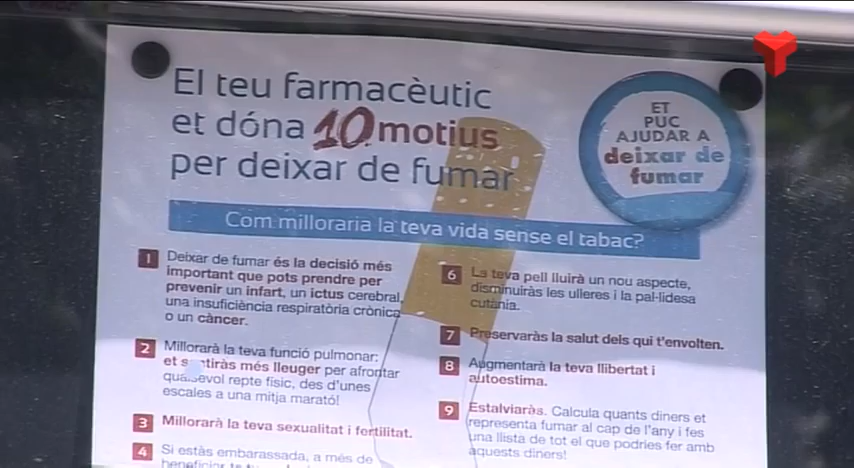 El teu farmacèutic
et dóna 10 motius
per deixar de fumar
ET
PUC
AJUDAR A
deixar de
fumar
Com milloraria la teva vida sense el tabac?
1 Deixar de fumar és la decisió més
important que pots prendre per
prevenir un infart, un ictus cerebral,
una insuficiència respiratòria crònica
o un càncer.
2 Millorarà la teva funció pulmonar:
et sentiràs més lleuger per afrontar
qualsevol repte físic, des d'unes
escales a una mitja marató!
3 Millorarà la teva sexualitat i fertilitat.
4 Si estàs embarassada, a més de
6 La teva pell lluirà un nou aspecte,
disminuiràs les ulleres i la pal·lidesa
cutània.
7 Preservaràs la salut dels qui t'envolten.
8 Augmentarà la teva llibertat i
autoestima.
9 Estalviaràs. Calcula quants diners et
representa fumar al cap de l'any i fes
una llista de tot el que podries fer amb
aquests diners!